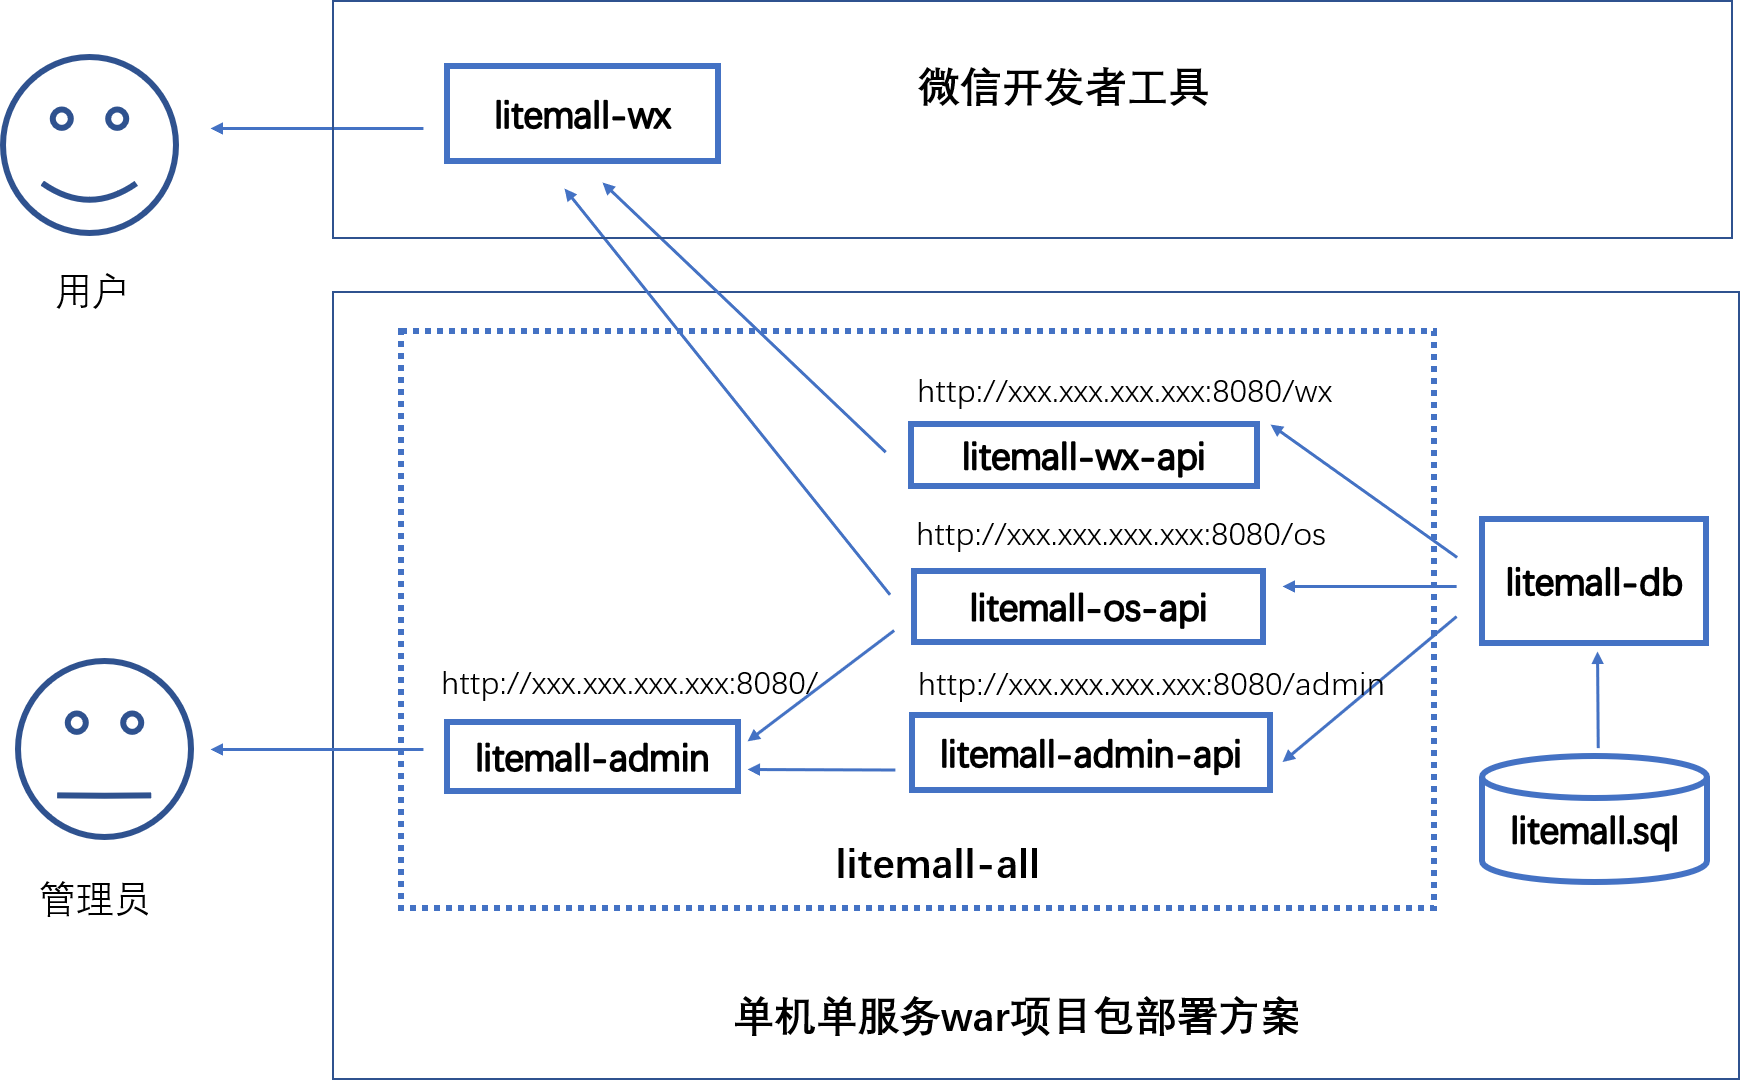 微信开发者工具
litemall-wx
用户
http://xxx.xxx.xxx.xxx:8080/wx
litemall-wx-api
http://xxx.xxx.xxx.xxx:8080/os
litemall-os-api
litemall-db
http://xxx.xxx.xxx.xxx:8080/
http://xxx.xxx.xxx.xxx:8080/admin
litemall-admin
litemall-admin-api
litemall.sql
litemall-all
管理员
单机单服务war项目包部署方案